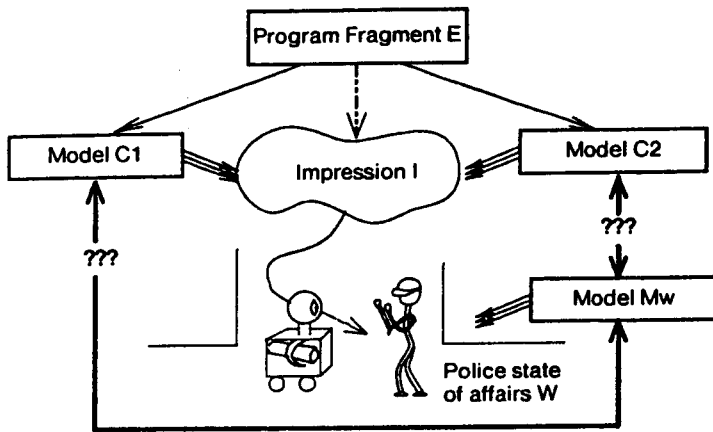 Program Fragment E
Model C1
Impression I
Model C2
???
???
Model Mw
Police state
of affairs W